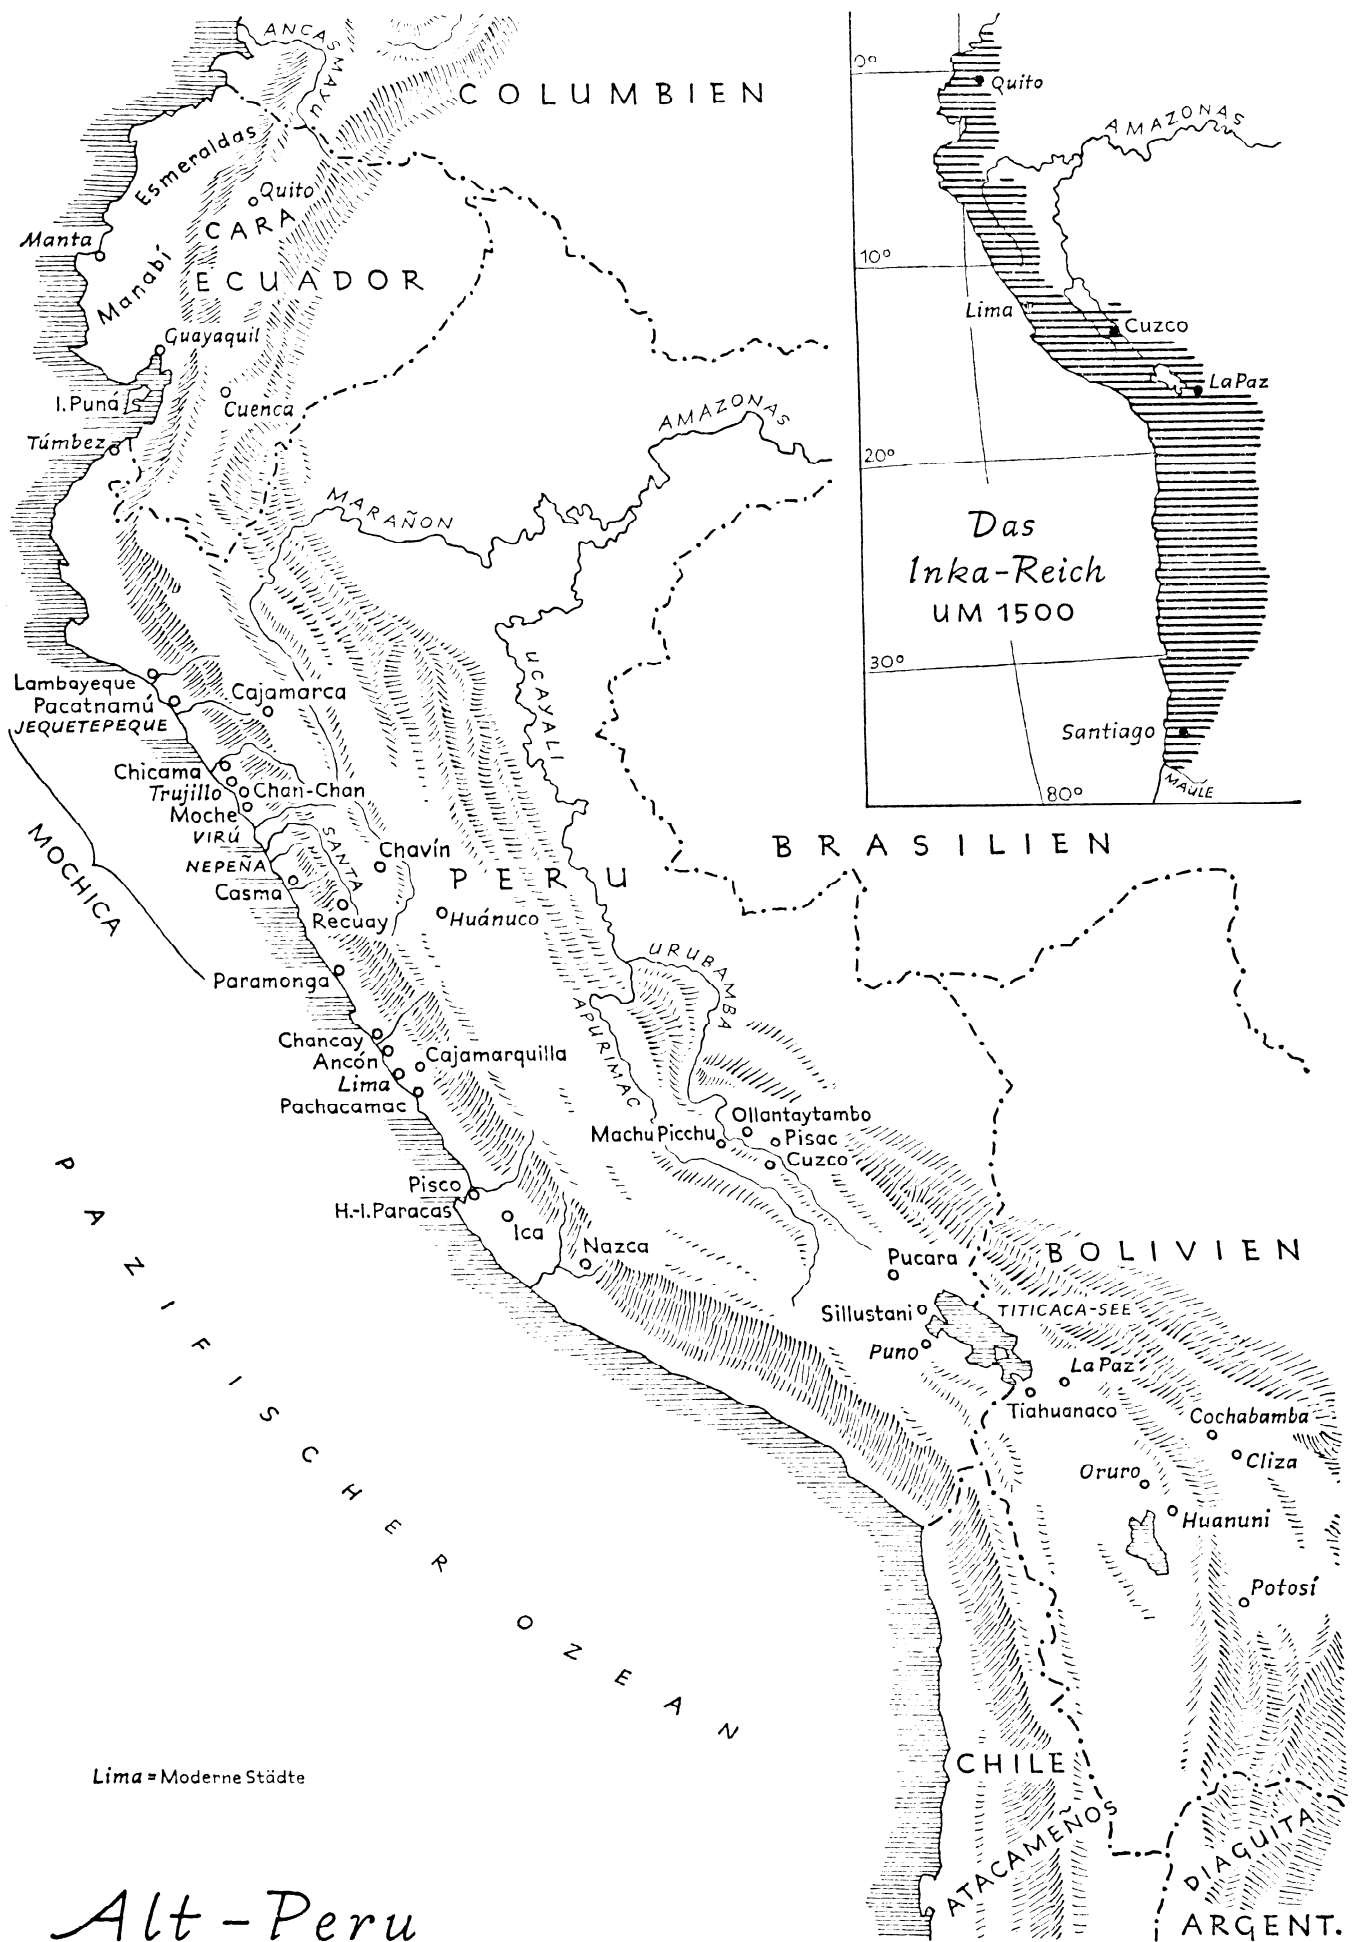 ANCASMAYU
COLUMBIEN
Esmeraldas
Quito
CARA
Manta
Manabí
ECUADOR
Guayaquil
I.Puná
Cuenca
Túmbez
AMAZONAS
MARAÑON
UCAYALI
Lambayeque
Pacatnamú
JEQUETEPEQUE
Cajamarca
Chicama
Trujillo
Chan-Chan
Moche
VIRÚ
SANTA
NEPEÑA
Chavín
Casma
MOCHICA
PERU
Recuay
Huánuco
BRASILIEN
Paramonga
URUBAMBA
APURIMAC
Chancay
Ancón
Cajamarquilla
Lima
Pachacamac
Ollantaytambo
Machu Picchu
Pisac
Cuzco
Pisco
H.-I.Paracas
Ica
Nazca
Pucara
BOLIVIEN
Sillustani
TITICACA-SEE
Puno
La Paz
Tiahuanaco
Cochabamba
Cliza
Oruro
Huanuni
Potosí
PAZIFISCHER OZEAN
CHILE
ATACAMEÑOS
DIAGUITA
ARGENT.
Lima = Moderne Städte
Alt-Peru
0°
Quito
AMAZONAS
10°
Lima
Cuzco
La Paz
20°
Das
Inka-Reich
UM 1500
30°
Santiago
MAULE
80°